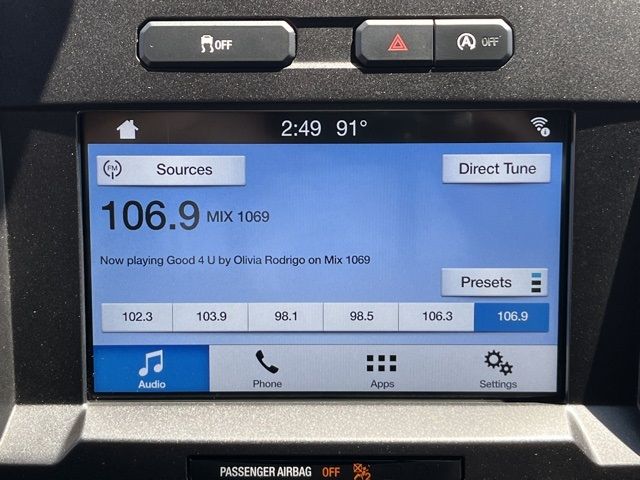 OFF
A OFF
2:49 91°
FM Sources Direct Tune
106.9 MIX 1069
Now playing Good 4 U by Olivia Rodrigo on Mix 1069
Presets
102.3 103.9 98.1 98.5 106.3 106.9
Audio Phone Apps Settings
PASSENGER AIRBAG OFF